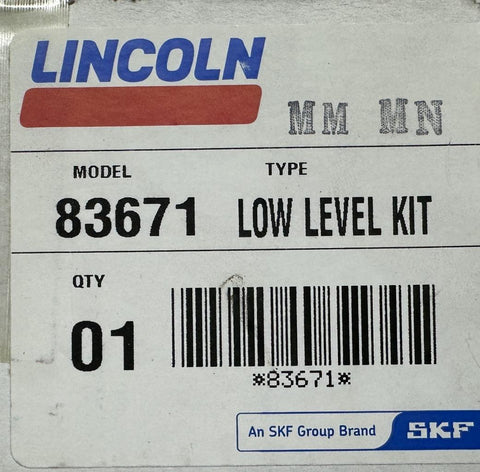 LINCOLN
MM MN
MODEL TYPE
83671 LOW LEVEL KIT
QTY
01
*83671*
An SKF Group Brand SKF